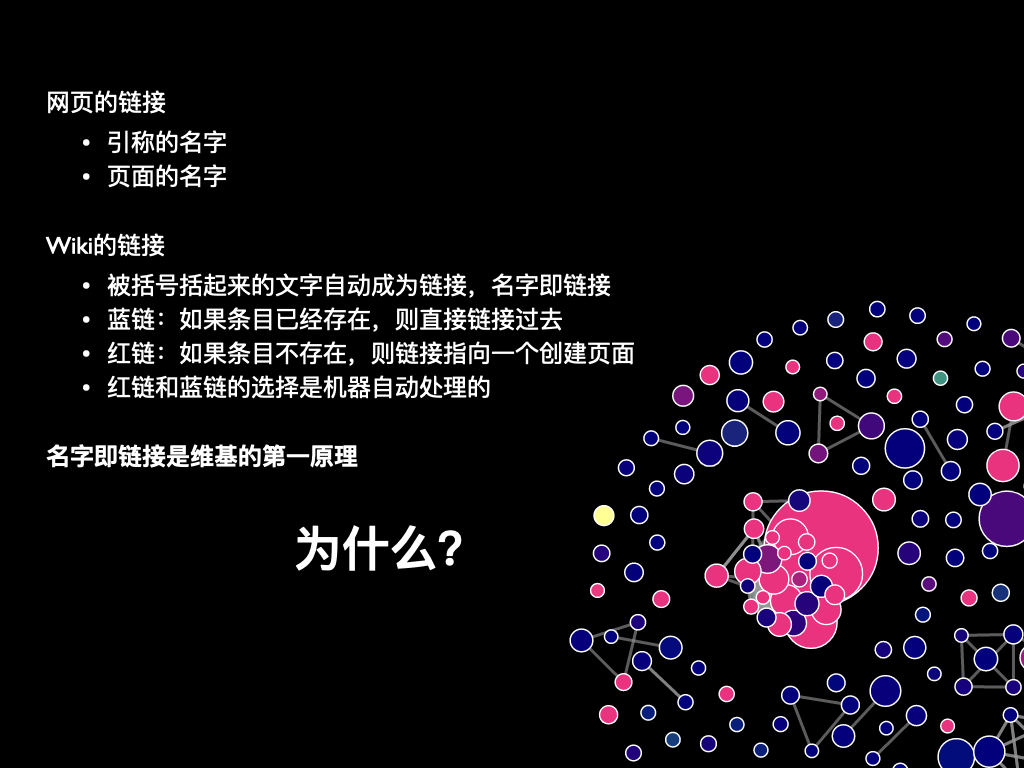 网页的链接
• 引称的名字
• 页面的名字
Wiki的链接
• 被括号括起来的文字自动成为链接，名字即链接
• 蓝链：如果条目已经存在，则直接链接过去
• 红链：如果条目不存在，则链接指向一个创建页面
• 红链和蓝链的选择是机器自动处理的
名字即链接是维基的第一原理
为什么?